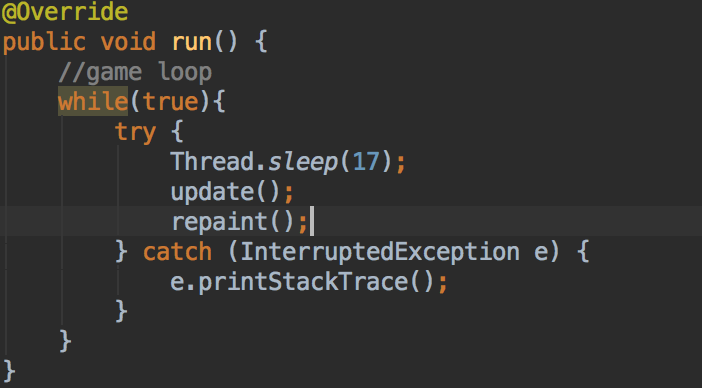 @Override
public void run() {
    //game loop
    while(true){
        try {
            Thread.sleep(17);
            update();
            repaint();
        } catch (InterruptedException e) {
            e.printStackTrace();
        }
    }
}